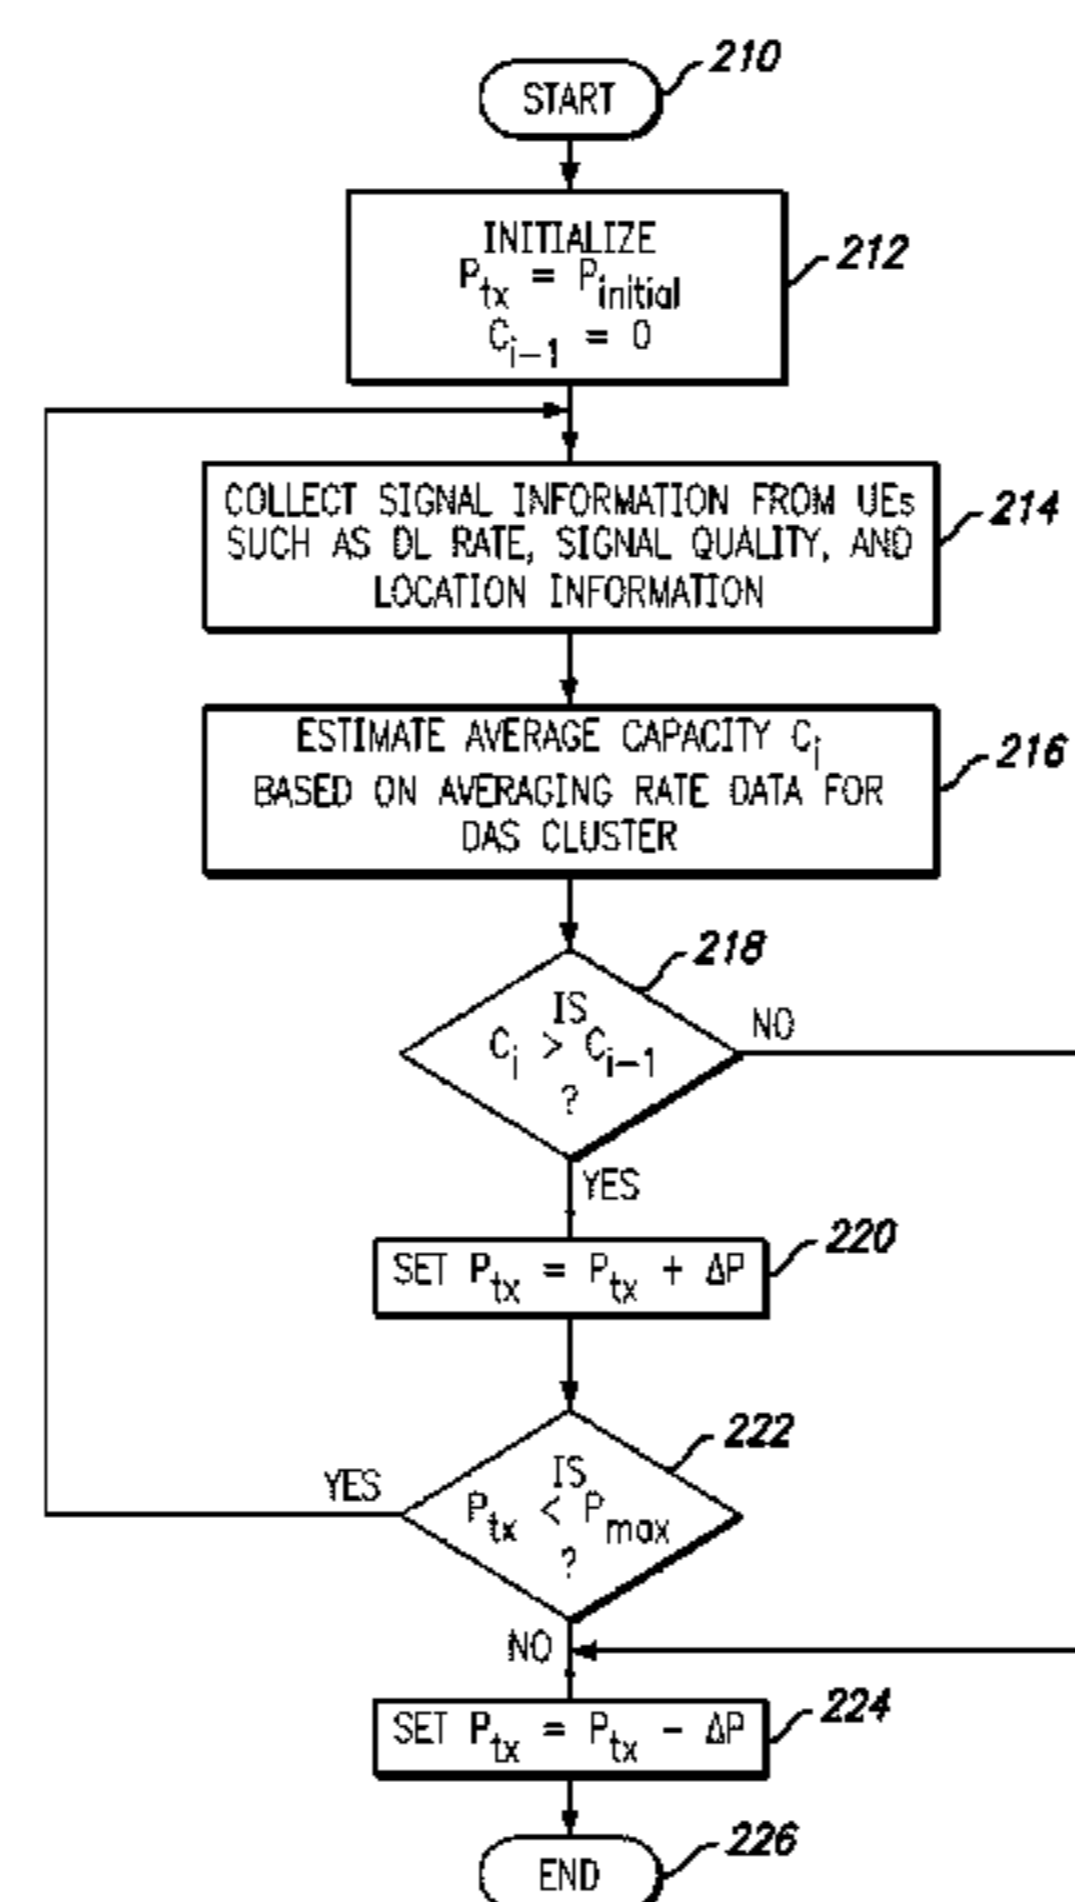 210
START
INITIALIZE
Ptx = Pinitial
Ci-1 = 0
212
COLLECT SIGNAL INFORMATION FROM UEs
SUCH AS DL RATE, SIGNAL QUALITY, AND
LOCATION INFORMATION
214
ESTIMATE AVERAGE CAPACITY Ci
BASED ON AVERAGING RATE DATA FOR
DAS CLUSTER
216
218
IS
Ci > Ci-1
?
NO
YES
220
SET Ptx = Ptx + ΔP
222
IS
Ptx < Pmax
?
YES
NO
224
SET Ptx = Ptx - ΔP
226
END